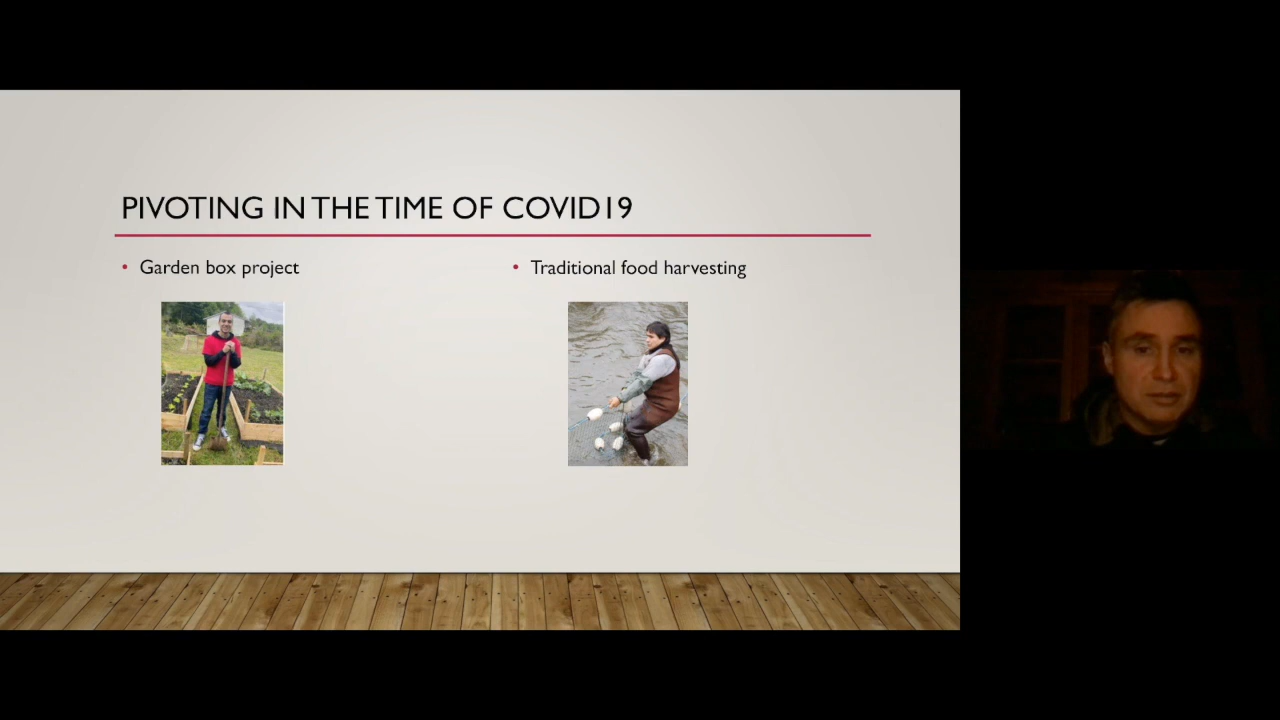 PIVOTING IN THE TIME OF COVID19
• Garden box project
• Traditional food harvesting